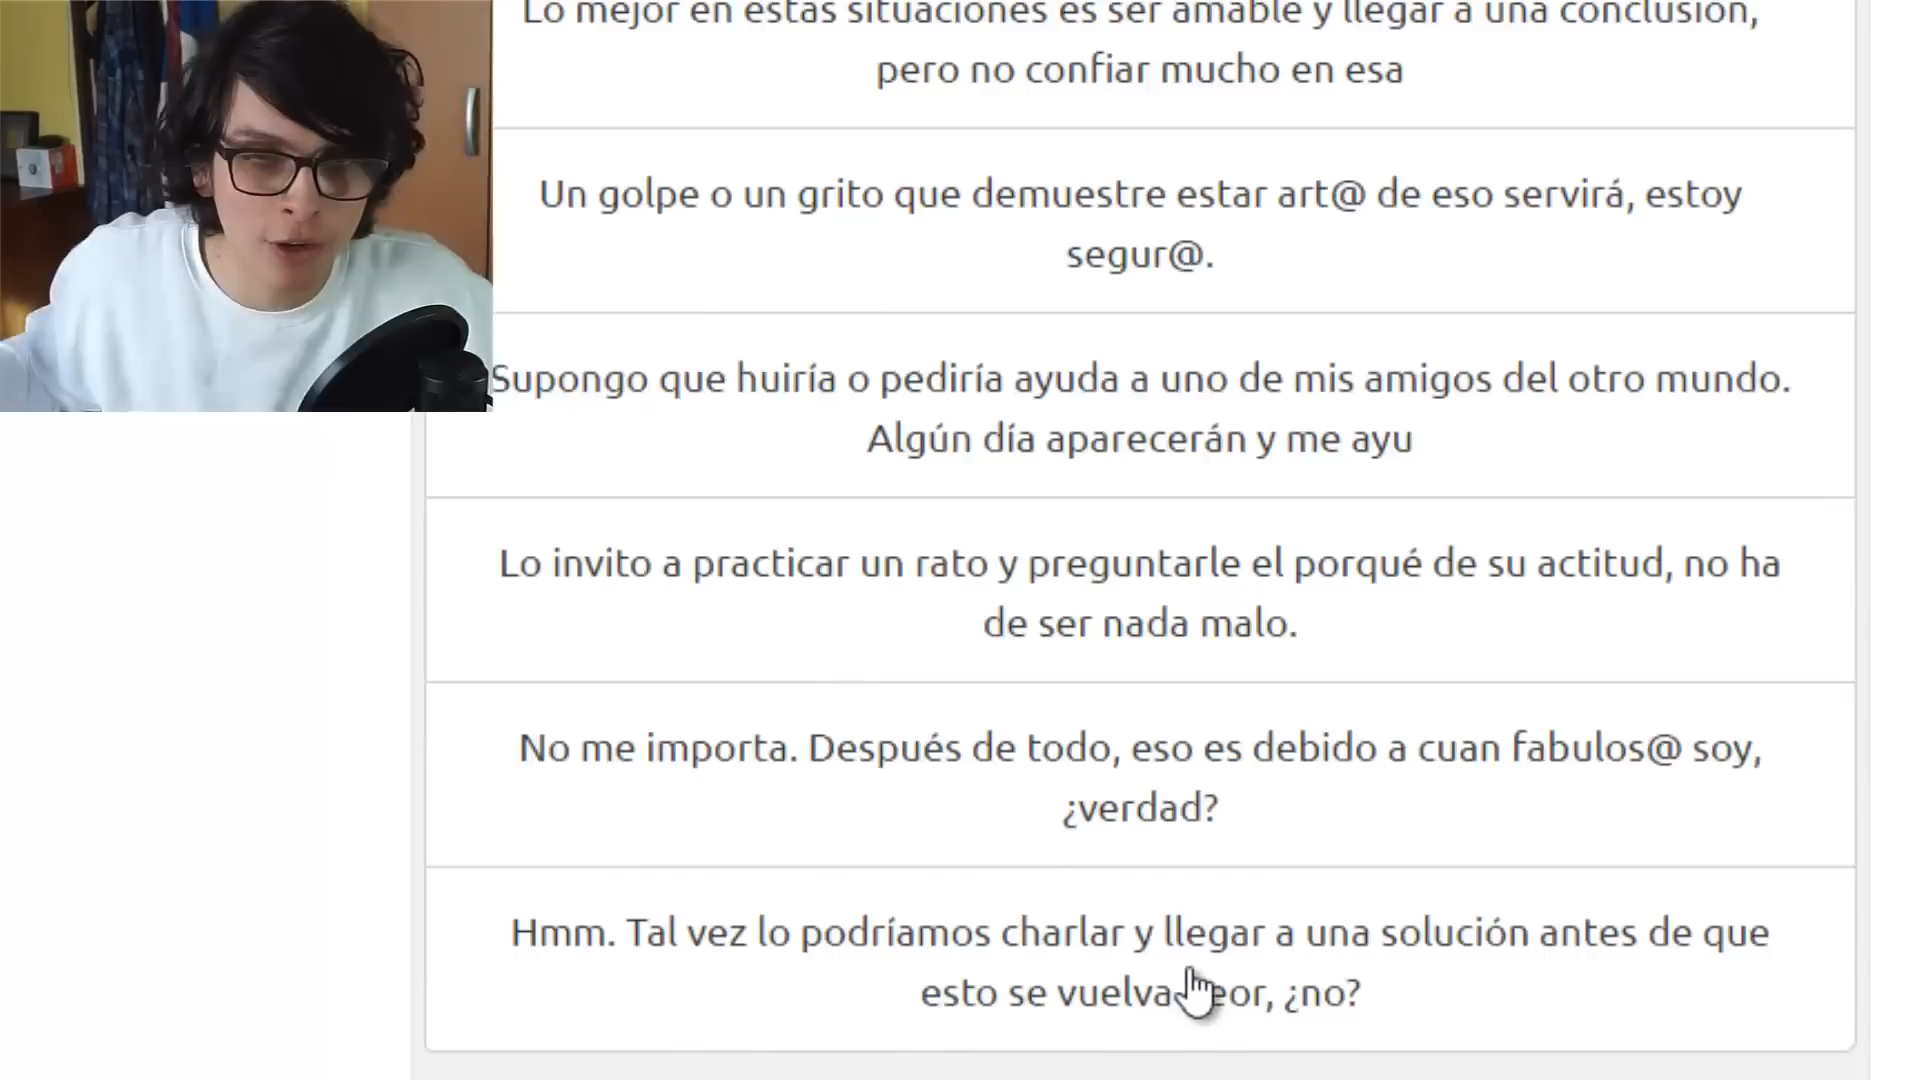 Lo mejor en estas situaciones es ser amable y llegar a una conclusión,
pero no confiar mucho en esa
Un golpe o un grito que demuestre estar art@ de eso servirá, estoy
segur@.
Supongo que huiría o pediría ayuda a uno de mis amigos del otro mundo.
Algún día aparecerán y me ayu
Lo invito a practicar un rato y preguntarle el porqué de su actitud, no ha
de ser nada malo.
No me importa. Después de todo, eso es debido a cuan fabulos@ soy,
¿verdad?
Hmm. Tal vez lo podríamos charlar y llegar a una solución antes de que
esto se vuelva eor, ¿no?